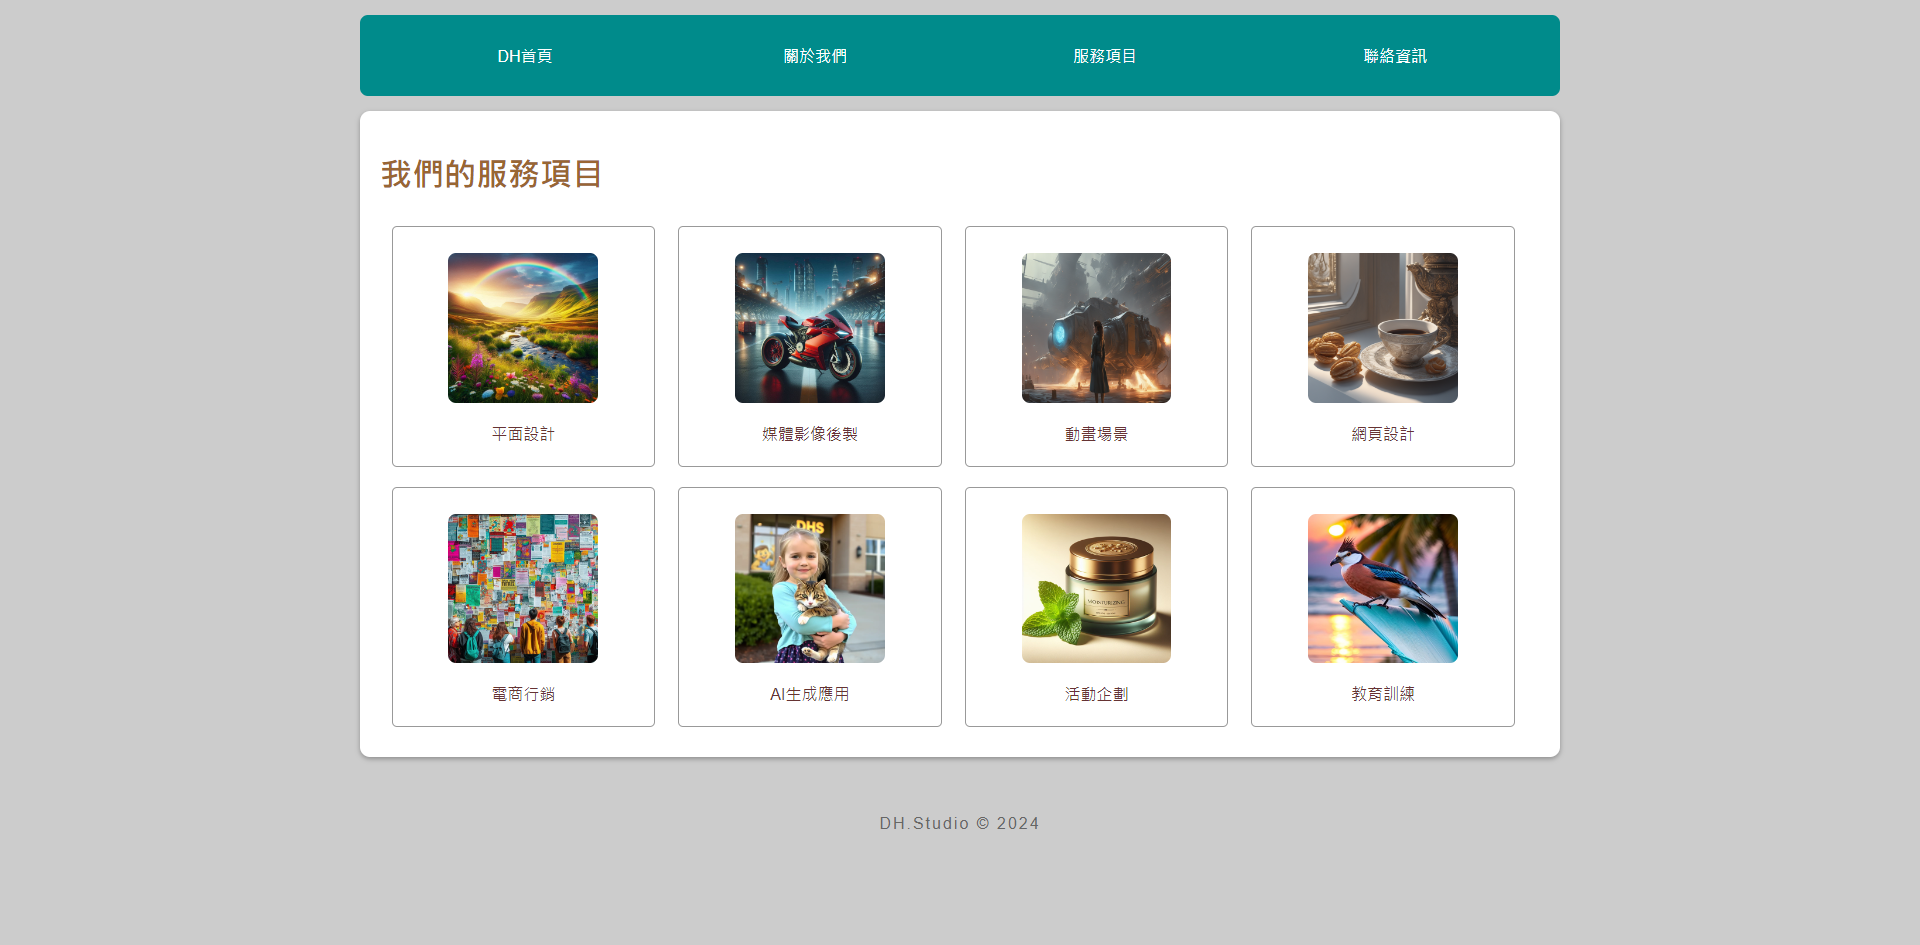 DH首頁
關於我們
服務項目
聯絡資訊
我們的服務項目
平面設計
媒體影像後製
動畫場景
網頁設計
DHS
MOISTURIZING
電商行銷
AI生成應用
活動企劃
教育訓練
DH.Studio © 2024